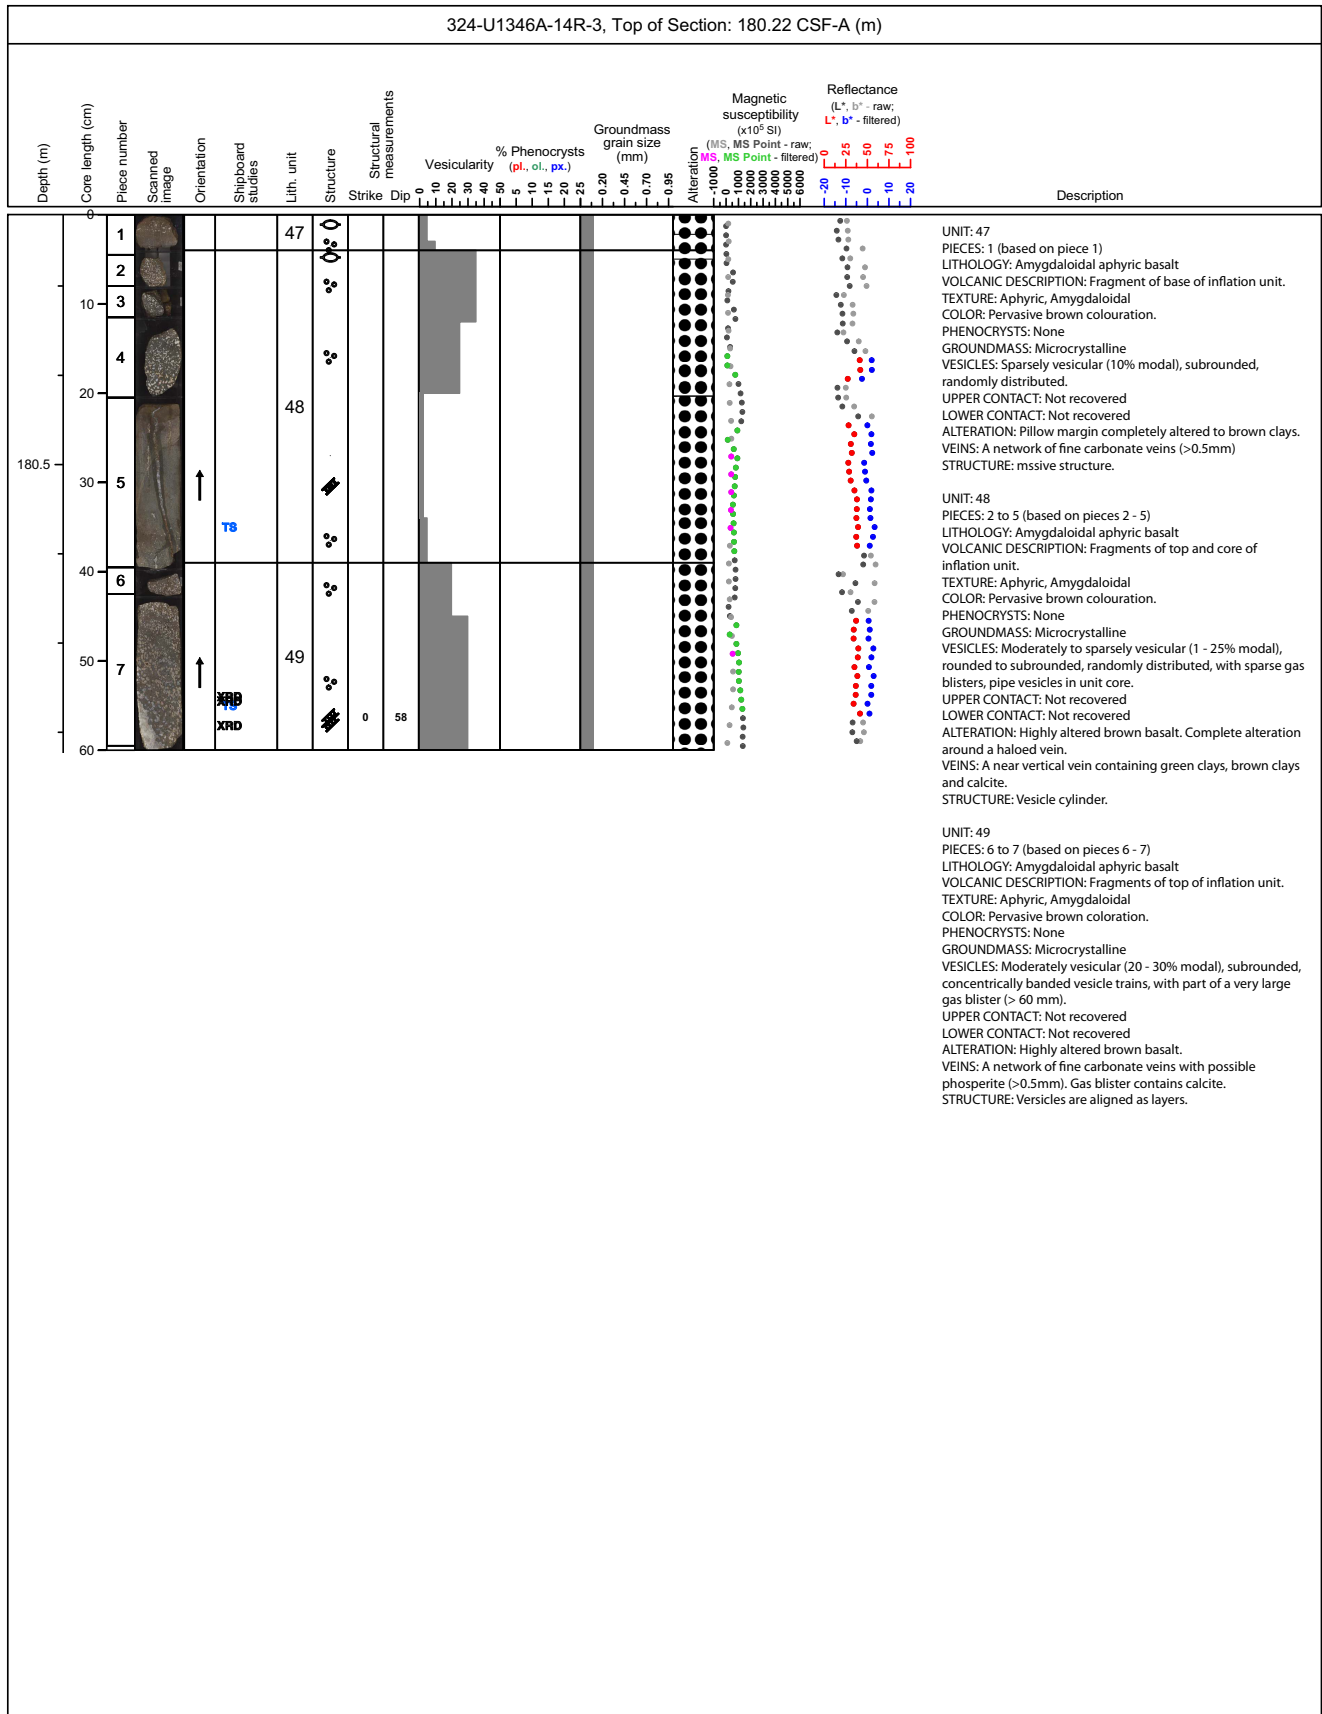 324-U1346A-14R-3, Top of Section: 180.22 CSF-A (m)
Depth (m)
Core length (cm)
Piece number
Scanned image
Orientation
Shipboard studies
Lith. unit
Structure
Structural measurements
Strike Dip
Vesicularity
0 10 20 30 40 50
% Phenocrysts
(pl., ol., px.)
5 10 15 20 25
Groundmass
grain size
(mm)
0.20 0.45 0.70 0.95
Alteration
Magnetic
susceptibility
(x10⁵ SI)
(MS, MS Point - raw;
MS, MS Point - filtered)
-1000 0 1000 2000 3000 4000 5000 6000
Reflectance
(L*, b* - raw;
L*, b* - filtered)
0 25 50 75 100
-20 -10 0 10 20
Description
0
1
47
2
3
10
4
20
48
180.5
30
5
TS
40
6
50
49
7
XRD
XRD
TS
XRD
0 58
60
UNIT: 47
PIECES: 1 (based on piece 1)
LITHOLOGY: Amygdaloidal aphyric basalt
VOLCANIC DESCRIPTION: Fragment of base of inflation unit.
TEXTURE: Aphyric, Amygdaloidal
COLOR: Pervasive brown colouration.
PHENOCRYSTS: None
GROUNDMASS: Microcrystalline
VESICLES: Sparsely vesicular (10% modal), subrounded,
randomly distributed.
UPPER CONTACT: Not recovered
LOWER CONTACT: Not recovered
ALTERATION: Pillow margin completely altered to brown clays.
VEINS: A network of fine carbonate veins (>0.5mm)
STRUCTURE: mssive structure.
UNIT: 48
PIECES: 2 to 5 (based on pieces 2 - 5)
LITHOLOGY: Amygdaloidal aphyric basalt
VOLCANIC DESCRIPTION: Fragments of top and core of
inflation unit.
TEXTURE: Aphyric, Amygdaloidal
COLOR: Pervasive brown colouration.
PHENOCRYSTS: None
GROUNDMASS: Microcrystalline
VESICLES: Moderately to sparsely vesicular (1 - 25% modal),
rounded to subrounded, randomly distributed, with sparse gas
blisters, pipe vesicles in unit core.
UPPER CONTACT: Not recovered
LOWER CONTACT: Not recovered
ALTERATION: Highly altered brown basalt. Complete alteration
around a haloed vein.
VEINS: A near vertical vein containing green clays, brown clays
and calcite.
STRUCTURE: Vesicle cylinder.
UNIT: 49
PIECES: 6 to 7 (based on pieces 6 - 7)
LITHOLOGY: Amygdaloidal aphyric basalt
VOLCANIC DESCRIPTION: Fragments of top of inflation unit.
TEXTURE: Aphyric, Amygdaloidal
COLOR: Pervasive brown coloration.
PHENOCRYSTS: None
GROUNDMASS: Microcrystalline
VESICLES: Moderately vesicular (20 - 30% modal), subrounded,
concentrically banded vesicle trains, with part of a very large
gas blister (> 60 mm).
UPPER CONTACT: Not recovered
LOWER CONTACT: Not recovered
ALTERATION: Highly altered brown basalt.
VEINS: A network of fine carbonate veins with possible
phosperite (>0.5mm). Gas blister contains calcite.
STRUCTURE: Versicles are aligned as layers.